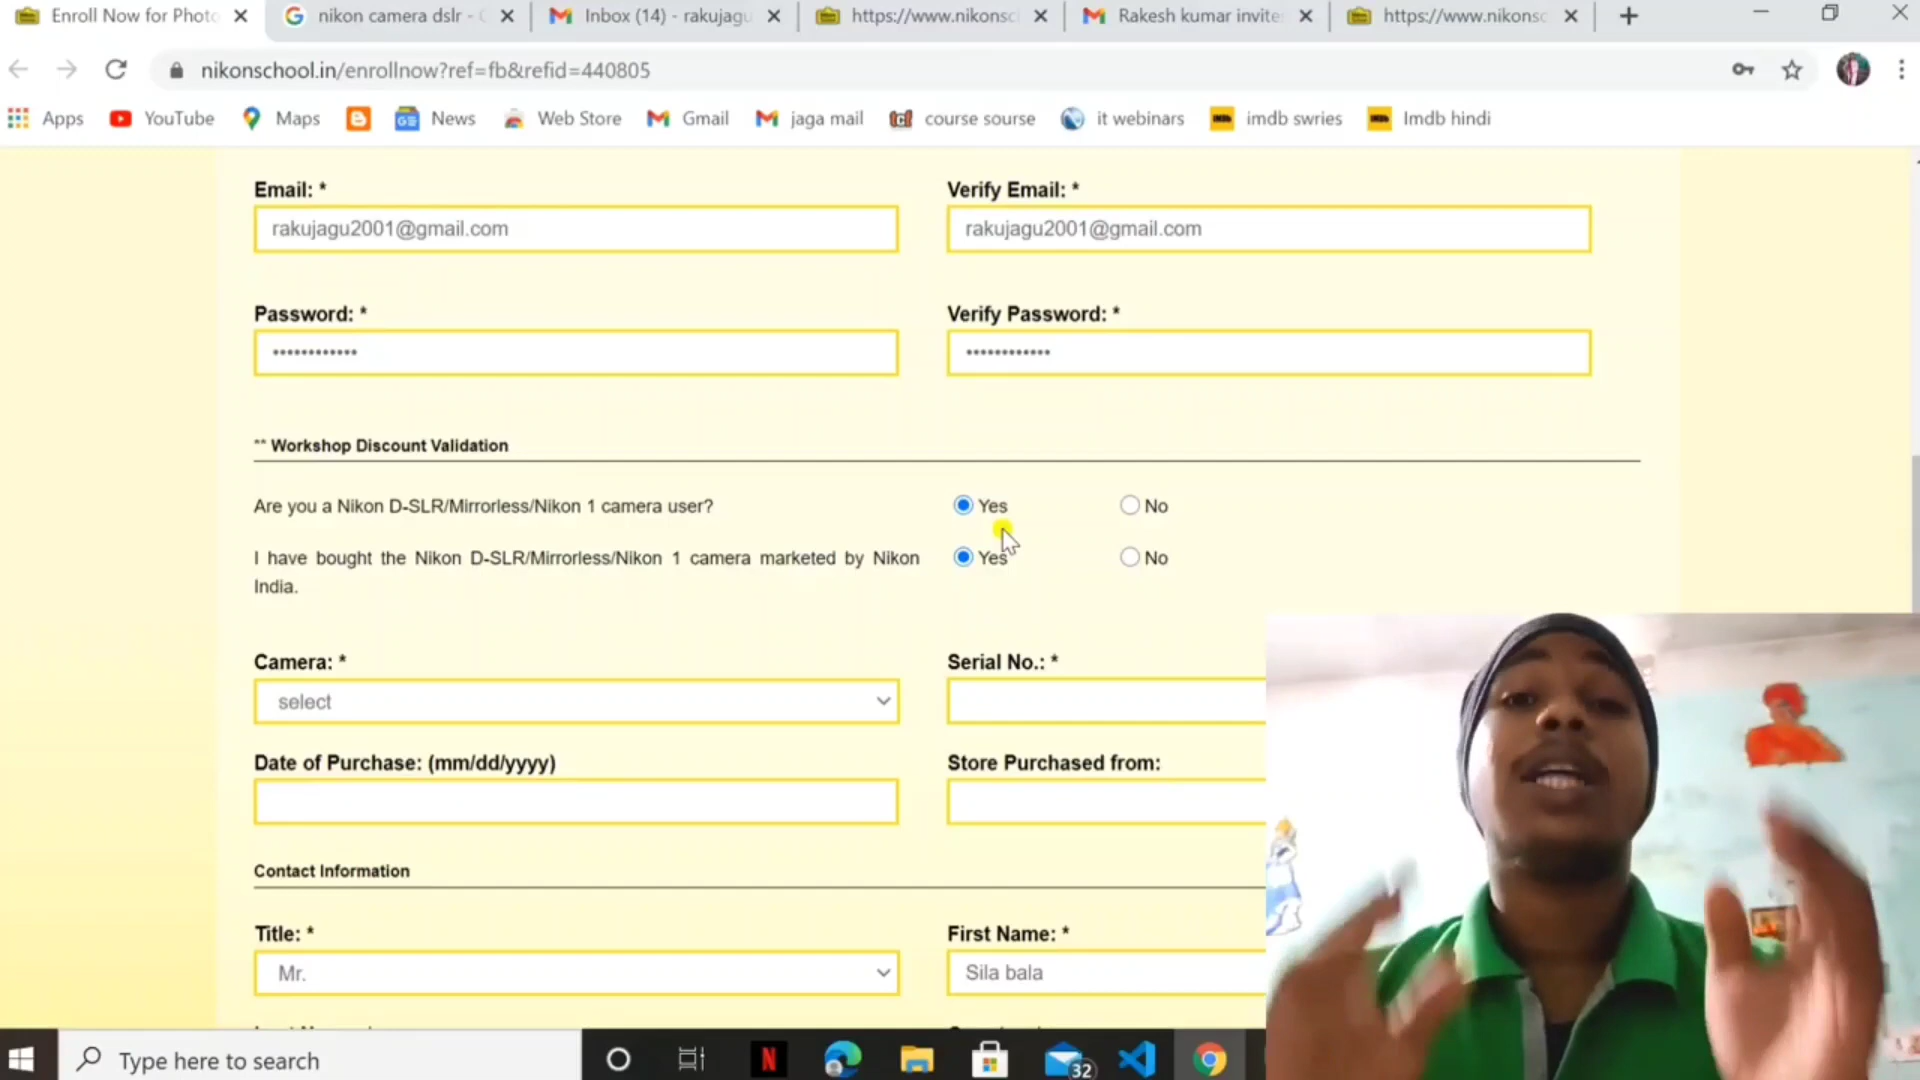 Enroll Now for Photo
nikon camera dslr -
Inbox (14) - rakujagu
https://www.nikonsc
Rakesh kumar invite
https://www.nikonsc
nikonschool.in/enrollnow?ref=fb&refid=440805
Apps
YouTube
Maps
News
Web Store
Gmail
jaga mail
course sourse
it webinars
imdb swries
Imdb hindi
Email: *
Verify Email: *
rakujagu2001@gmail.com
rakujagu2001@gmail.com
Password: *
Verify Password: *
••••••••••••
••••••••••••
** Workshop Discount Validation
Are you a Nikon D-SLR/Mirrorless/Nikon 1 camera user?
Yes
No
I have bought the Nikon D-SLR/Mirrorless/Nikon 1 camera marketed by Nikon
India.
Yes
No
Camera: *
Serial No.: *
select
Date of Purchase: (mm/dd/yyyy)
Store Purchased from:
Contact Information
Title: *
First Name: *
Mr.
Sila bala
Type here to search
32